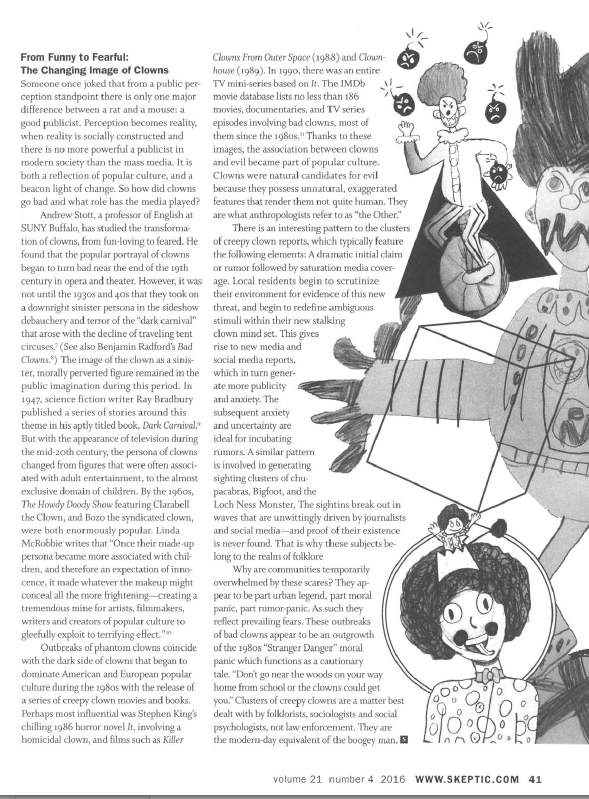 From Funny to Fearful:
The Changing Image of Clowns
Someone once joked that from a public per-
ception standpoint there is only one major
difference between a rat and a mouse: a
good publicist. Perception becomes reality,
when reality is socially constructed and
there is no more powerful a publicist in
modern society than the mass media. It is
both a reflection of popular culture, and a
beacon light of change. So how did clowns
go bad and what role has the media played?
Andrew Stott, a professor of English at
SUNY Buffalo, has studied the transforma-
tion of clowns, from fun-loving to feared. He
found that the popular portrayal of clowns
began to turn bad near the end of the 19th
century in opera and theater. However, it was
not until the 1930s and 40s that they took on
a downright sinister persona in the sideshow
debauchery and terror of the "dark carnival"
that arose with the decline of traveling tent
circuses.7 (See also Benjamin Radford's Bad
Clowns.8) The image of the clown as a sinis-
ter, morally perverted figure remained in the
public imagination during this period. In
1947, science fiction writer Ray Bradbury
published a series of stories around this
theme in his aptly titled book, Dark Carnival.9
But with the appearance of television during
the mid-20th century, the persona of clowns
changed from figures that were often associ-
ated with adult entertainment, to the almost
exclusive domain of children. By the 1960s,
The Howdy Doody Show featuring Clarabell
the Clown, and Bozo the syndicated clown,
were both enormously popular. Linda
McRobbie writes that "Once their made-up
persona became more associated with chil-
dren, and therefore an expectation of inno-
cence, it made whatever the makeup might
conceal all the more frightening—creating a
tremendous mine for artists, filmmakers,
writers and creators of popular culture to
gleefully exploit to terrifying effect."10
Outbreaks of phantom clowns coincide
with the dark side of clowns that began to
dominate American and European popular
culture during the 1980s with the release of
a series of creepy clown movies and books.
Perhaps most influential was Stephen King's
chilling 1986 horror novel It, involving a
homicidal clown, and films such as Killer
Clowns From Outer Space (1988) and Clown-
house (1989). In 1990, there was an entire
TV mini-series based on It. The IMDb
movie database lists no less than 186
movies, documentaries, and TV series
episodes involving bad clowns, most of
them since the 1980s.11 Thanks to these
images, the association between clowns
and evil became part of popular culture.
Clowns were natural candidates for evil
because they possess unnatural, exaggerated
features that render them not quite human. They
are what anthropologists refer to as "the Other."
There is an interesting pattern to the clusters
of creepy clown reports, which typically feature
the following elements: A dramatic initial claim
or rumor followed by saturation media cover-
age. Local residents begin to scrutinize
their environment for evidence of this new
threat, and begin to redefine ambiguous
stimuli within their new stalking
clown mind set. This gives
rise to new media and
social media reports,
which in turn gener-
ate more publicity
and anxiety. The
subsequent anxiety
and uncertainty are
ideal for incubating
rumors. A similar pattern
is involved in generating
sighting clusters of chu-
pacabras, Bigfoot, and the
Loch Ness Monster, The sightins break out in
waves that are unwittingly driven by journalists
and social media—and proof of their existence
is never found. That is why these subjects be-
long to the realm of folklore
Why are communities temporarily
overwhelmed by these scares? They ap-
pear to be part urban legend, part moral
panic, part rumor-panic. As such they
reflect prevailing fears. These outbreaks
of bad clowns appear to be an outgrowth
of the 1980s "Stranger Danger" moral
panic which functions as a cautionary
tale. "Don't go near the woods on your way
home from school or the clowns could get
you." Clusters of creepy clowns are a matter best
dealt with by folklorists, sociologists and social
psychologists, not law enforcement. They are
the modern-day equivalent of the boogey man. S
volume 21 number 4 2016 WWW.SKEPTIC.COM 41